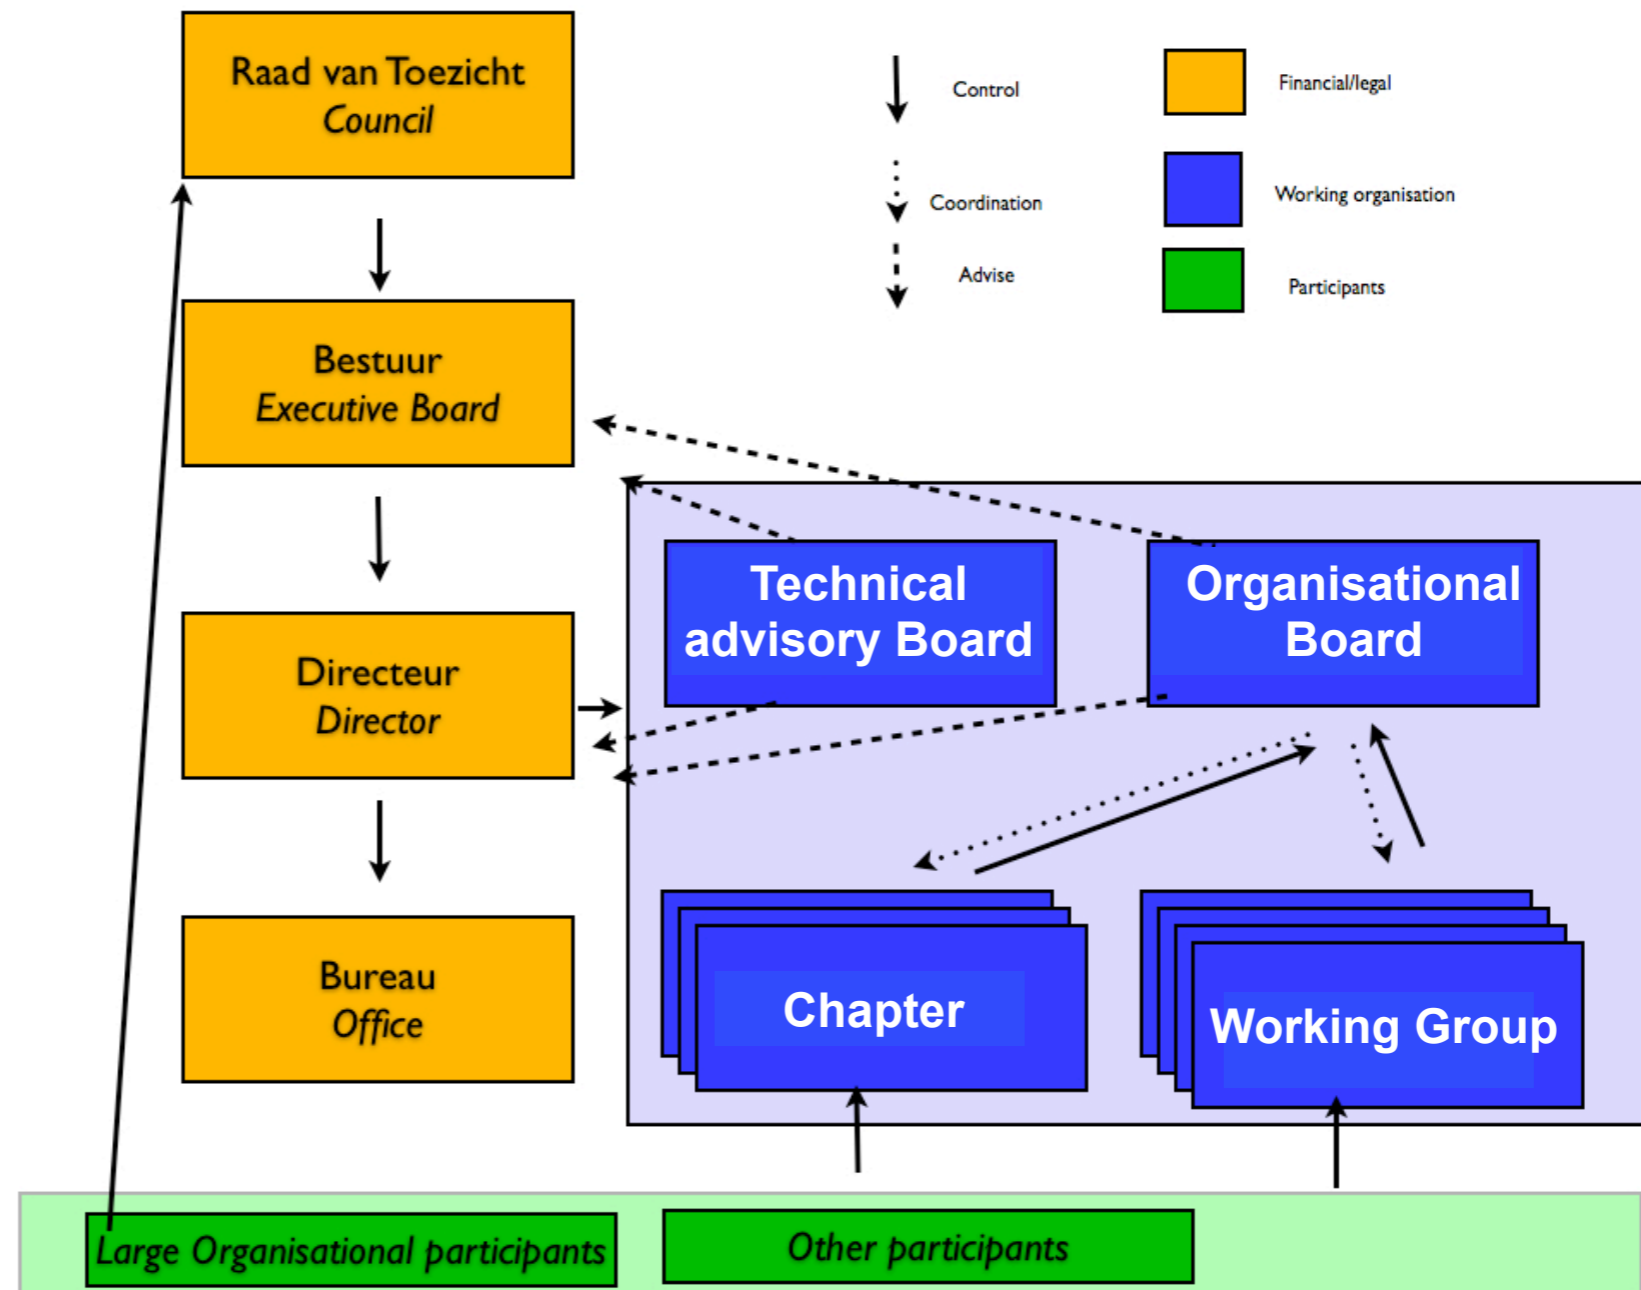 Raad van Toezicht
Council
Control
Financial/legal
Coordination
Working organisation
Advise
Participants
Bestuur
Executive Board
Technical
advisory Board
Organisational
Board
Directeur
Director
Bureau
Office
Chapter
Working Group
Large Organisational participants
Other participants